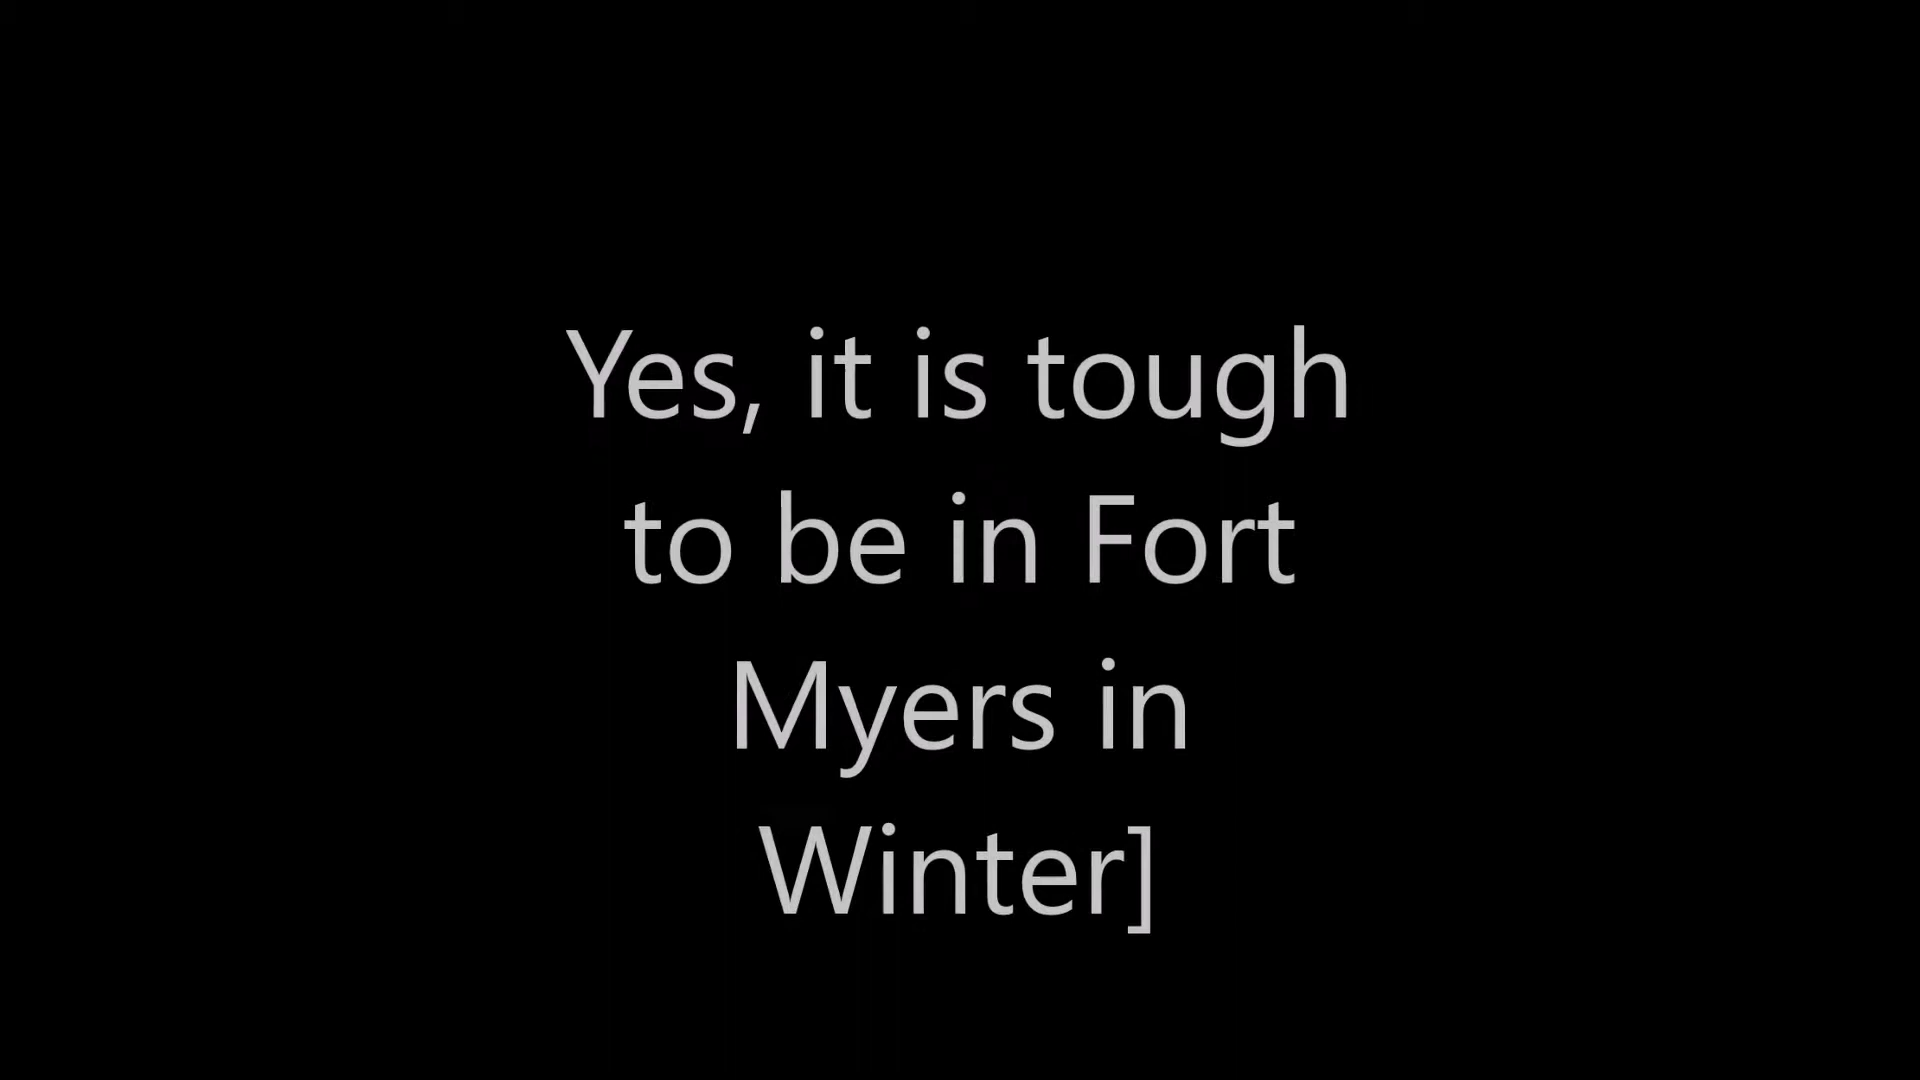 Yes, it is tough
to be in Fort
Myers in
Winter]